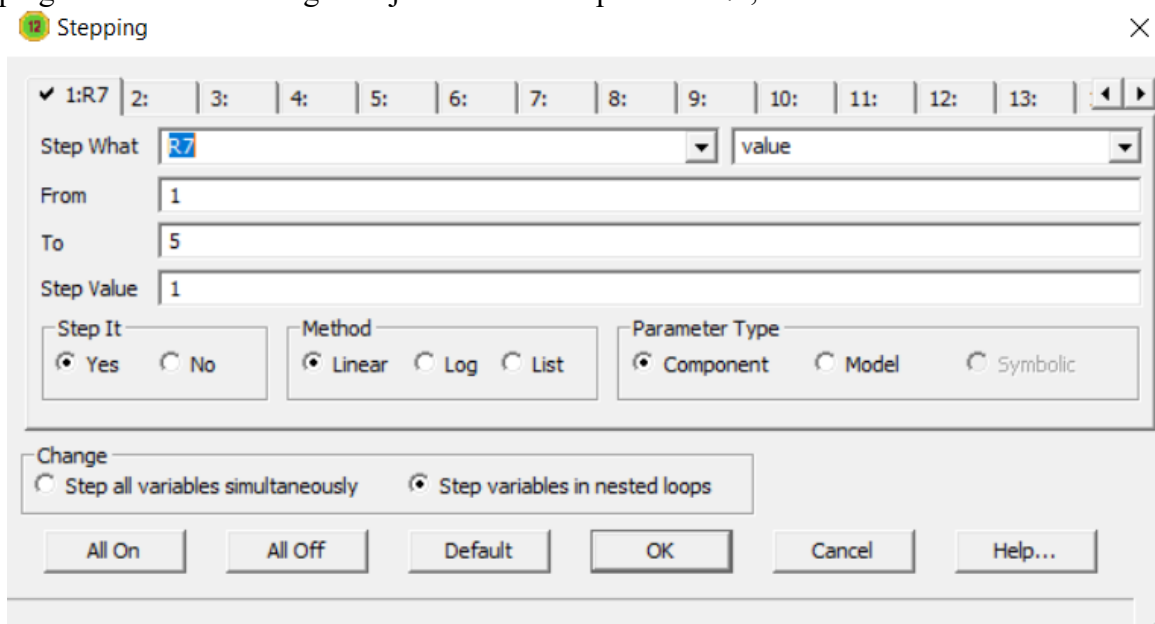 12 Stepping
1:R7 2: 3: 4: 5: 6: 7: 8: 9: 10: 11: 12: 13:
Step What R7 value
From 1
To 5
Step Value 1
Step It Method Parameter Type
Yes No Linear Log List Component Model Symbolic
Change
Step all variables simultaneously Step variables in nested loops
All On All Off Default OK Cancel Help...